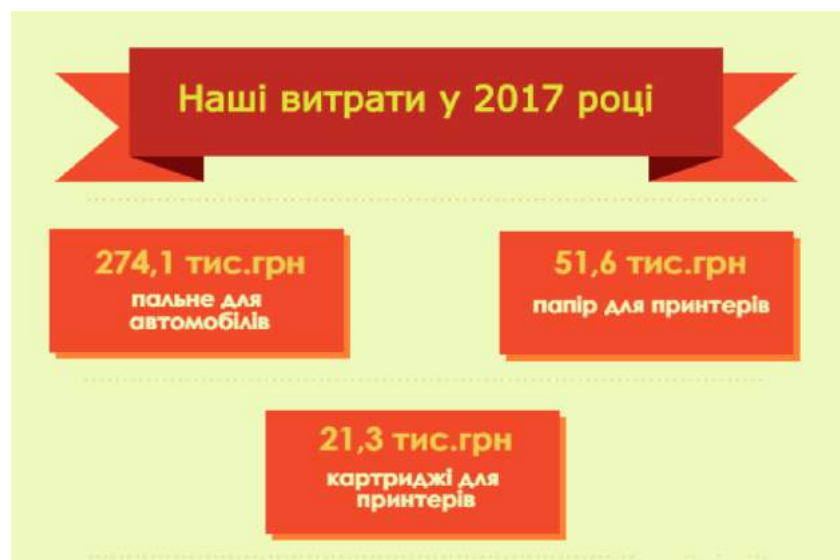 Наші витрати у 2017 році
274,1 тис.грн
пальне для
автомобілів
51,6 тис.грн
папір для принтерів
21,3 тис.грн
картриджі для
принтерів